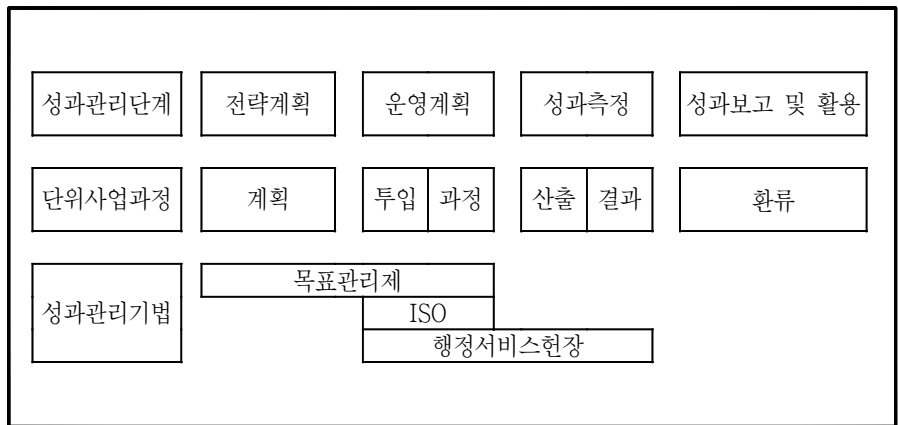 성과관리단계 전략계획 운영계획 성과측정 성과보고 및 활용
단위사업과정 계획 투입 과정 산출 결과 환류
목표관리제
성과관리기법 ISO
행정서비스헌장